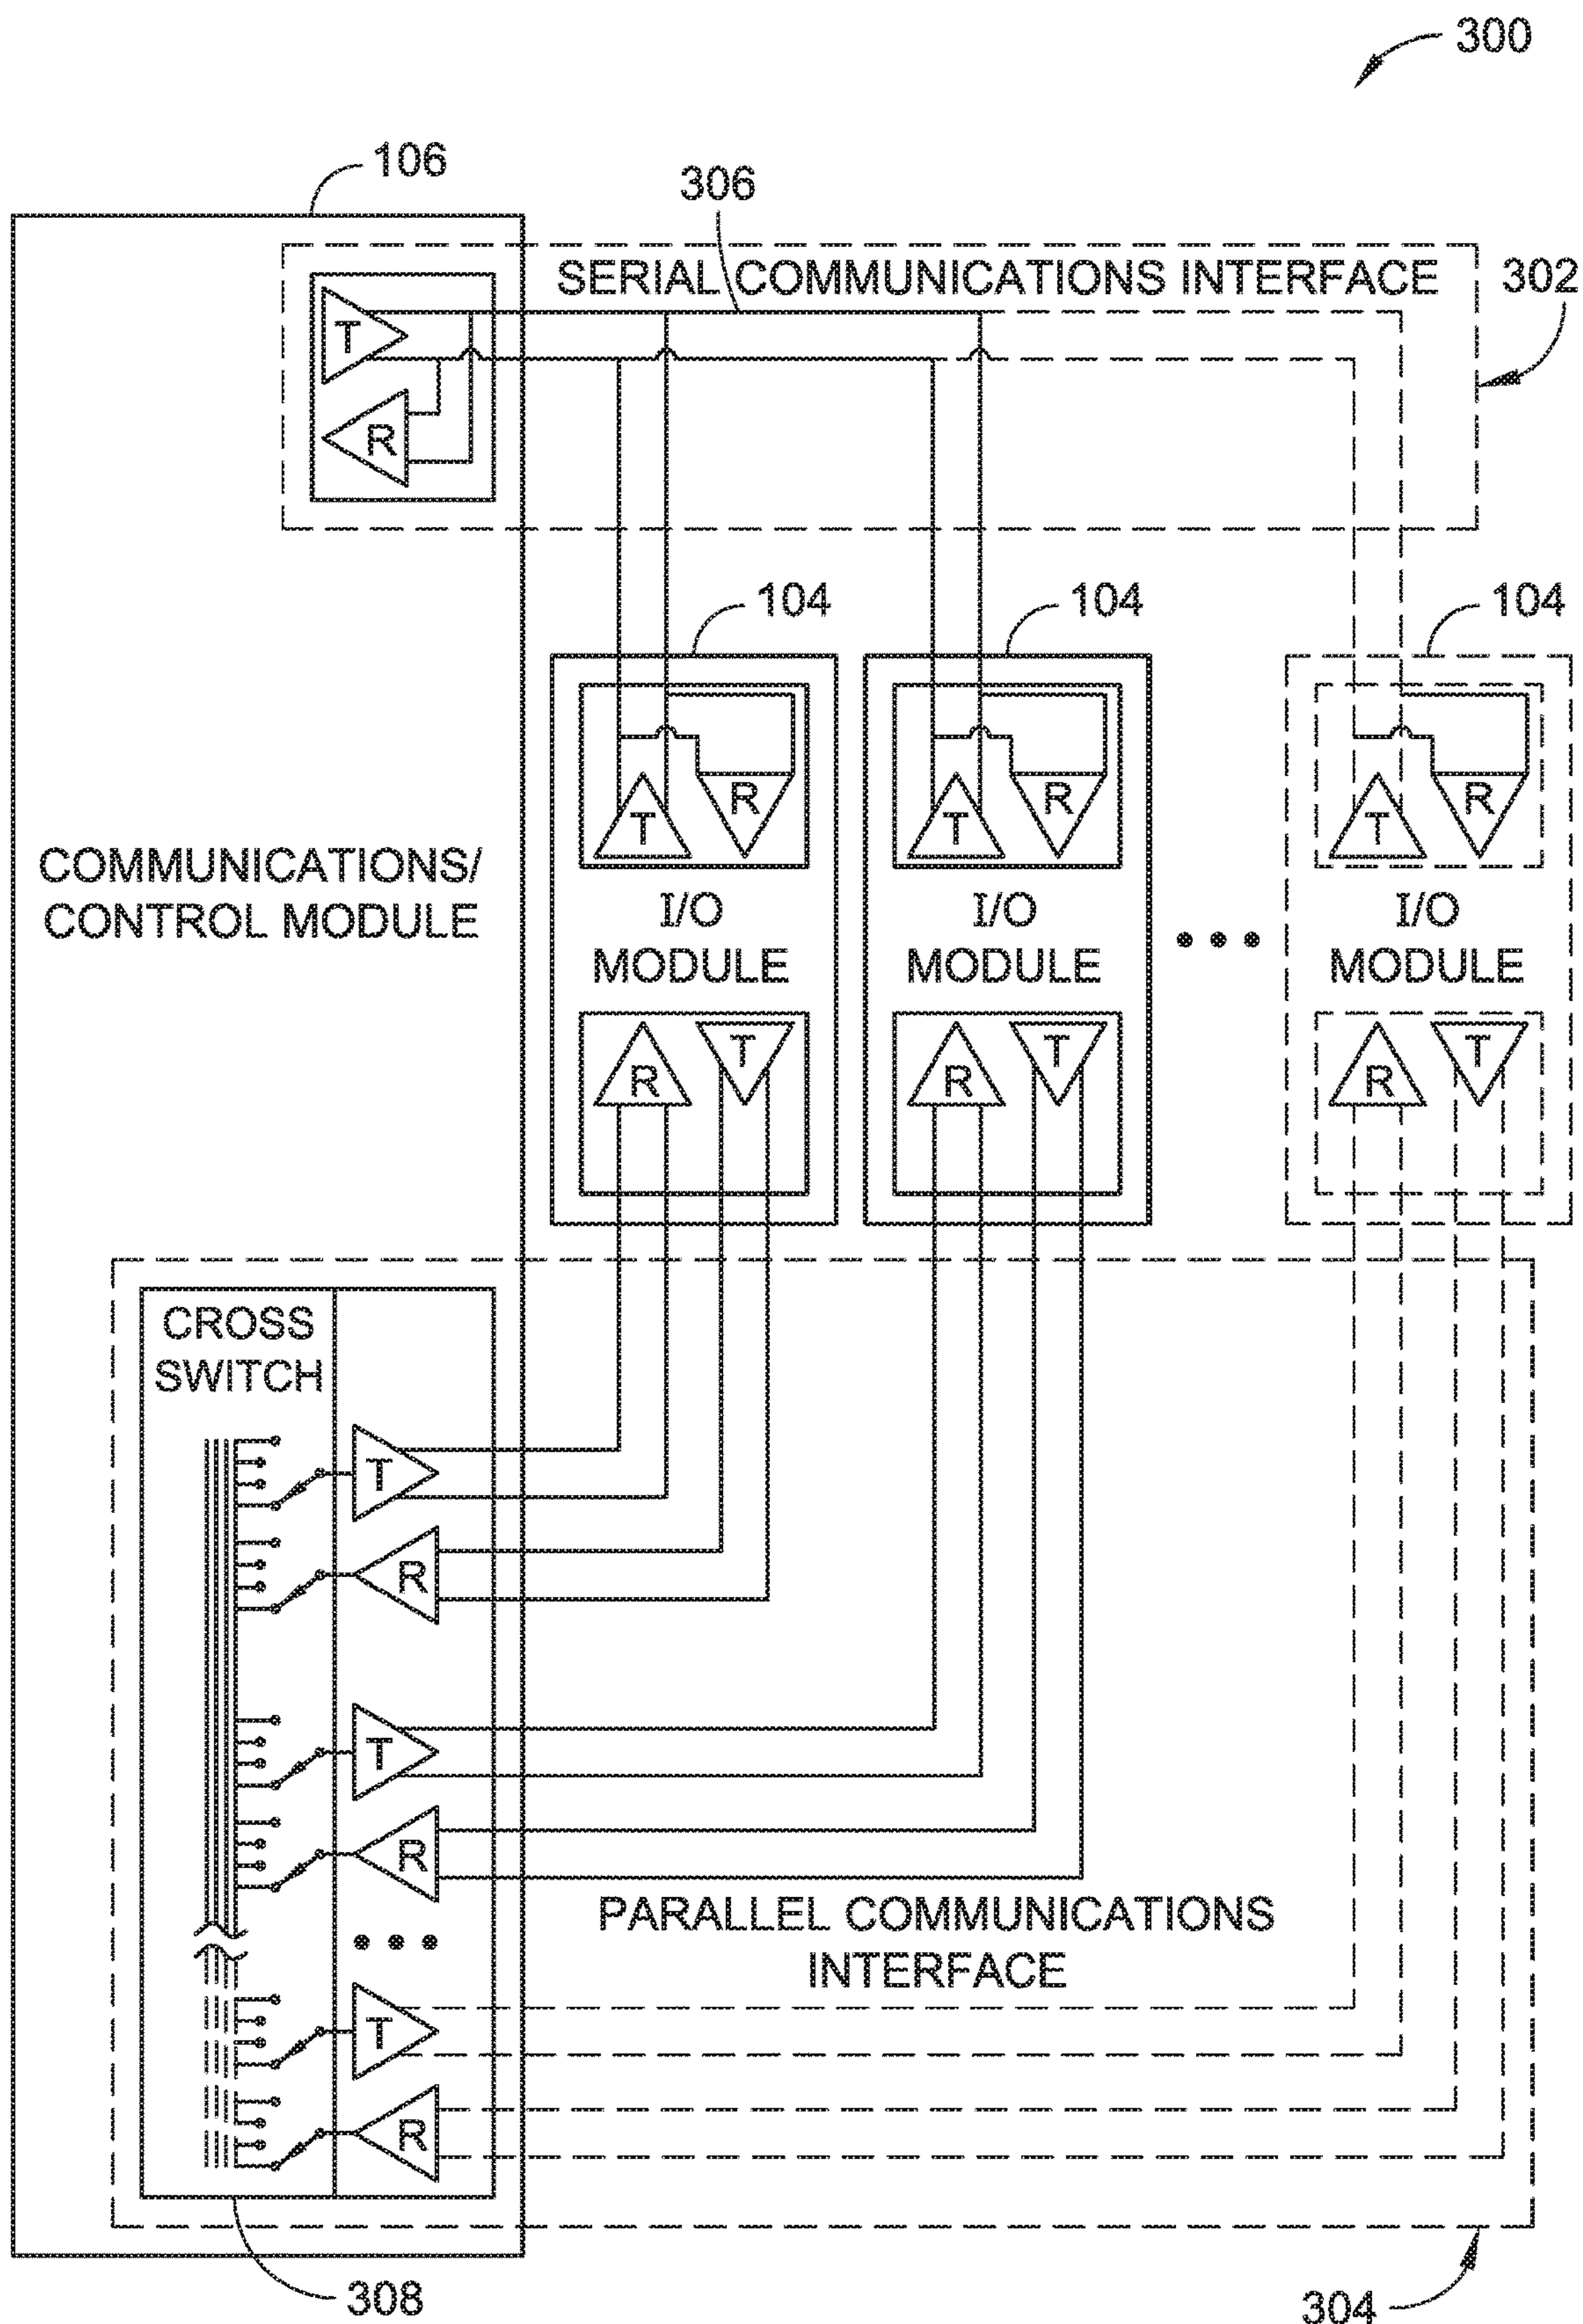 300
106
306
SERIAL COMMUNICATIONS INTERFACE
302
T
R
104
104
104
R
R
R
T
T
T
COMMUNICATIONS/
CONTROL MODULE
I/O
MODULE
I/O
MODULE
I/O
MODULE
T
T
T
R
R
R
CROSS
SWITCH
T
R
T
R
PARALLEL COMMUNICATIONS
INTERFACE
T
R
308
304